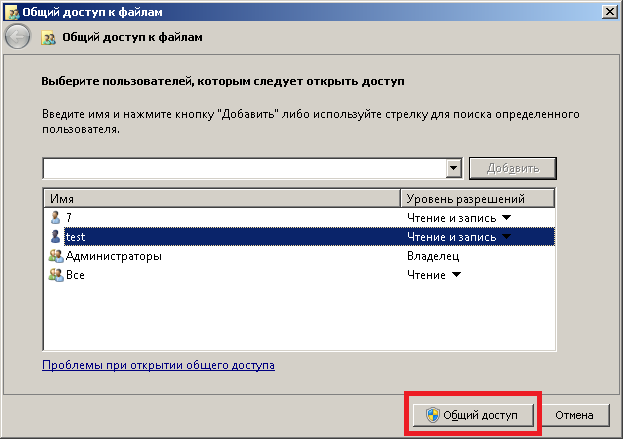 Общий доступ к файлам
Общий доступ к файлам
Выберите пользователей, которым следует открыть доступ
Введите имя и нажмите кнопку "Добавить" либо используйте стрелку для поиска определенного
пользователя.
Добавить
Имя Уровень разрешений
7 Чтение и запись
test Чтение и запись
Администраторы Владелец
Все Чтение
Проблемы при открытии общего доступа
Общий доступ Отмена